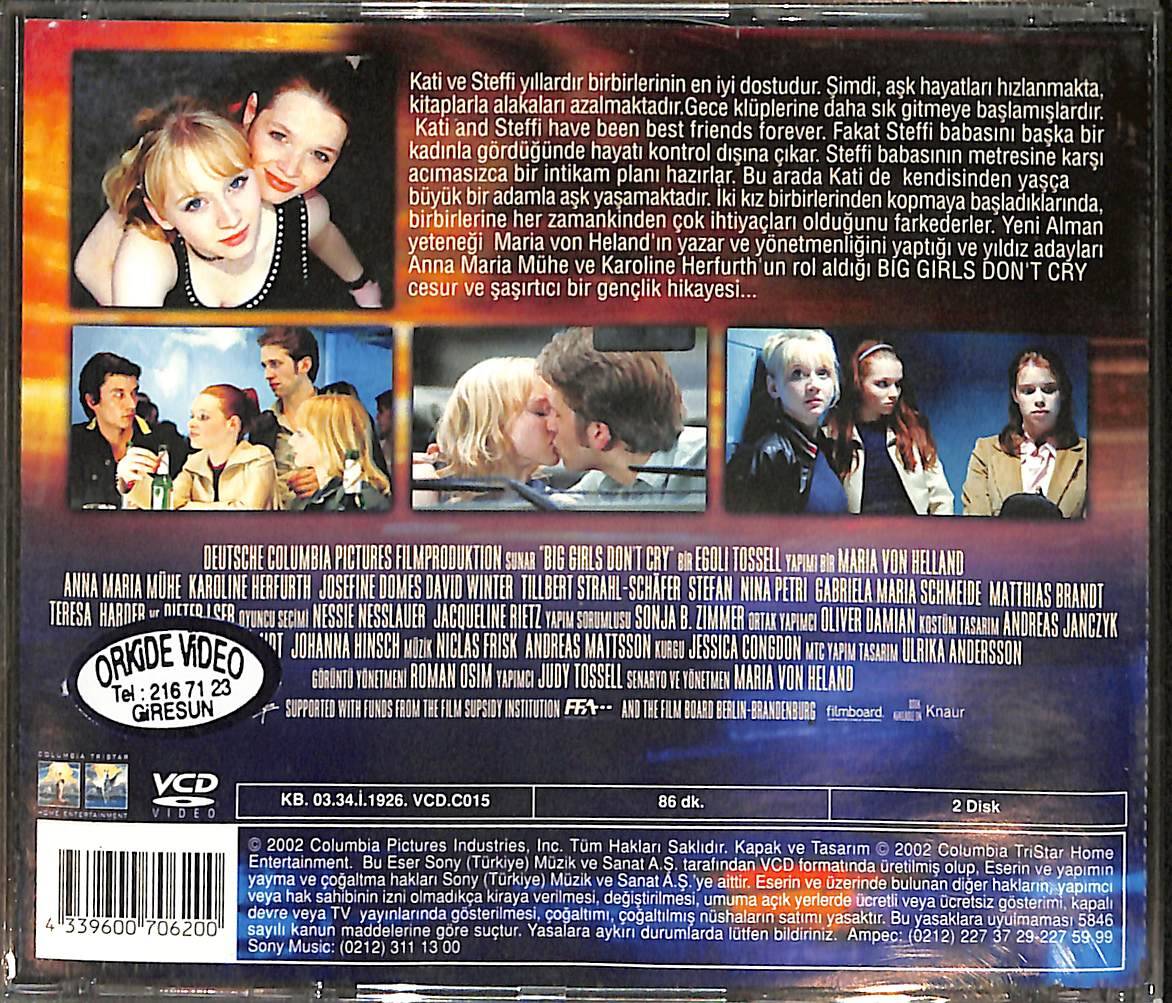 Kati ve Steffi yıllardır birbirlerinin en iyi dostudur. Şimdi, aşk hayatları hızlanmakta,
kitaplarla alakaları azalmaktadır.Gece klüplerine daha sık gitmeye başlamışlardır.
Kati and Steffi have been best friends forever. Fakat Steffi babasını başka bir
kadınla gördüğünde hayatı kontrol dışına çıkar. Steffi babasının metresine karşı
acımasızca bir intikam planı hazırlar. Bu arada Kati de kendisinden yaşça
büyük bir adamla aşk yaşamaktadır. İki kız birbirlerinden kopmaya başladıklarında,
birbirlerine her zamankinden çok ihtiyaçları olduğunu farkederler. Yeni Alman
yeteneği Maria von Heland'ın yazar ve yönetmenliğini yaptığı ve yıldız adayları
Anna Maria Mühe ve Karoline Herfurth'un rol aldığı BIG GIRLS DON'T CRY
cesur ve şaşırtıcı bir gençlik hikayesi...
DEUTSCHE COLUMBIA PICTURES FILMPRODUKTION SUNAR "BIG GIRLS DON'T CRY" BİR EGOLI TOSSELL YAPIMI BİR MARIA VON HELLAND
ANNA MARIA MÜHE KAROLINE HERFURTH JOSEFINE DOMES DAVID WINTER TILLBERT STRAHL-SCHÄFER STEFAN NINA PETRI GABRIELA MARIA SCHMEIDE MATTHIAS BRANDT
TERESA HARDER VE DIETER LSER OYUNCU SEÇİMİ NESSIE NESSLAUER JACQUELINE RIETZ YAPIM SORUMLUSU SONJA B. ZIMMER ORTAK YAPIMCI OLIVER DAMIAN KOSTÜM TASARIM ANDREAS JANCZYK
JOHANNA HINSCH MÜZİK NICLAS FRISK ANDREAS MATTSSON KURGU JESSICA CONGDON MTC YAPIM TASARIM ULRIKA ANDERSSON
GÖRÜNTÜ YÖNETMENİ ROMAN OSIM YAPIMCI JUDY TOSSELL SENARYO VE YÖNETMEN MARIA VON HELAND
ORKİDE VİDEO
Tel : 216 71 23
GİRESUN
SUPPORTED WITH FUNDS FROM THE FILM SUPSIDY INSTITUTION FFA AND THE FILM BOARD BERLIN-BRANDENBURG filmboard. Knaur
COLUMBIA TRISTAR
HOME ENTERTAINMENT
VCD
VIDEO
KB. 03.34.İ.1926. VCD.C015
86 dk.
2 Disk
© 2002 Columbia Pictures Industries, Inc. Tüm Hakları Saklıdır. Kapak ve Tasarım © 2002 Columbia TriStar Home
Entertainment. Bu Eser Sony (Türkiye) Müzik ve Sanat A.Ş. tarafından VCD formatında üretilmiş olup, Eserin ve yapımın
yayma ve çoğaltma hakları Sony (Türkiye) Müzik ve Sanat A.Ş.'ye aittir. Eserin ve üzerinde bulunan diğer hakların, yapımcı
veya hak sahibinin izni olmadıkça kiraya verilmesi, değiştirilmesi, umuma açık yerlerde ücretli veya ücretsiz gösterimi, kapalı
devre veya TV yayınlarında gösterilmesi, çoğaltımı, çoğaltılmış nüshaların satımı yasaktır. Bu yasaklara uyulmaması 5846
sayılı kanun maddelerine göre suçtur. Yasalara aykırı durumlarda lütfen bildiriniz. Ampec: (0212) 227 37 29-227 59 99
Sony Music: (0212) 311 13 00
4 339600 706200